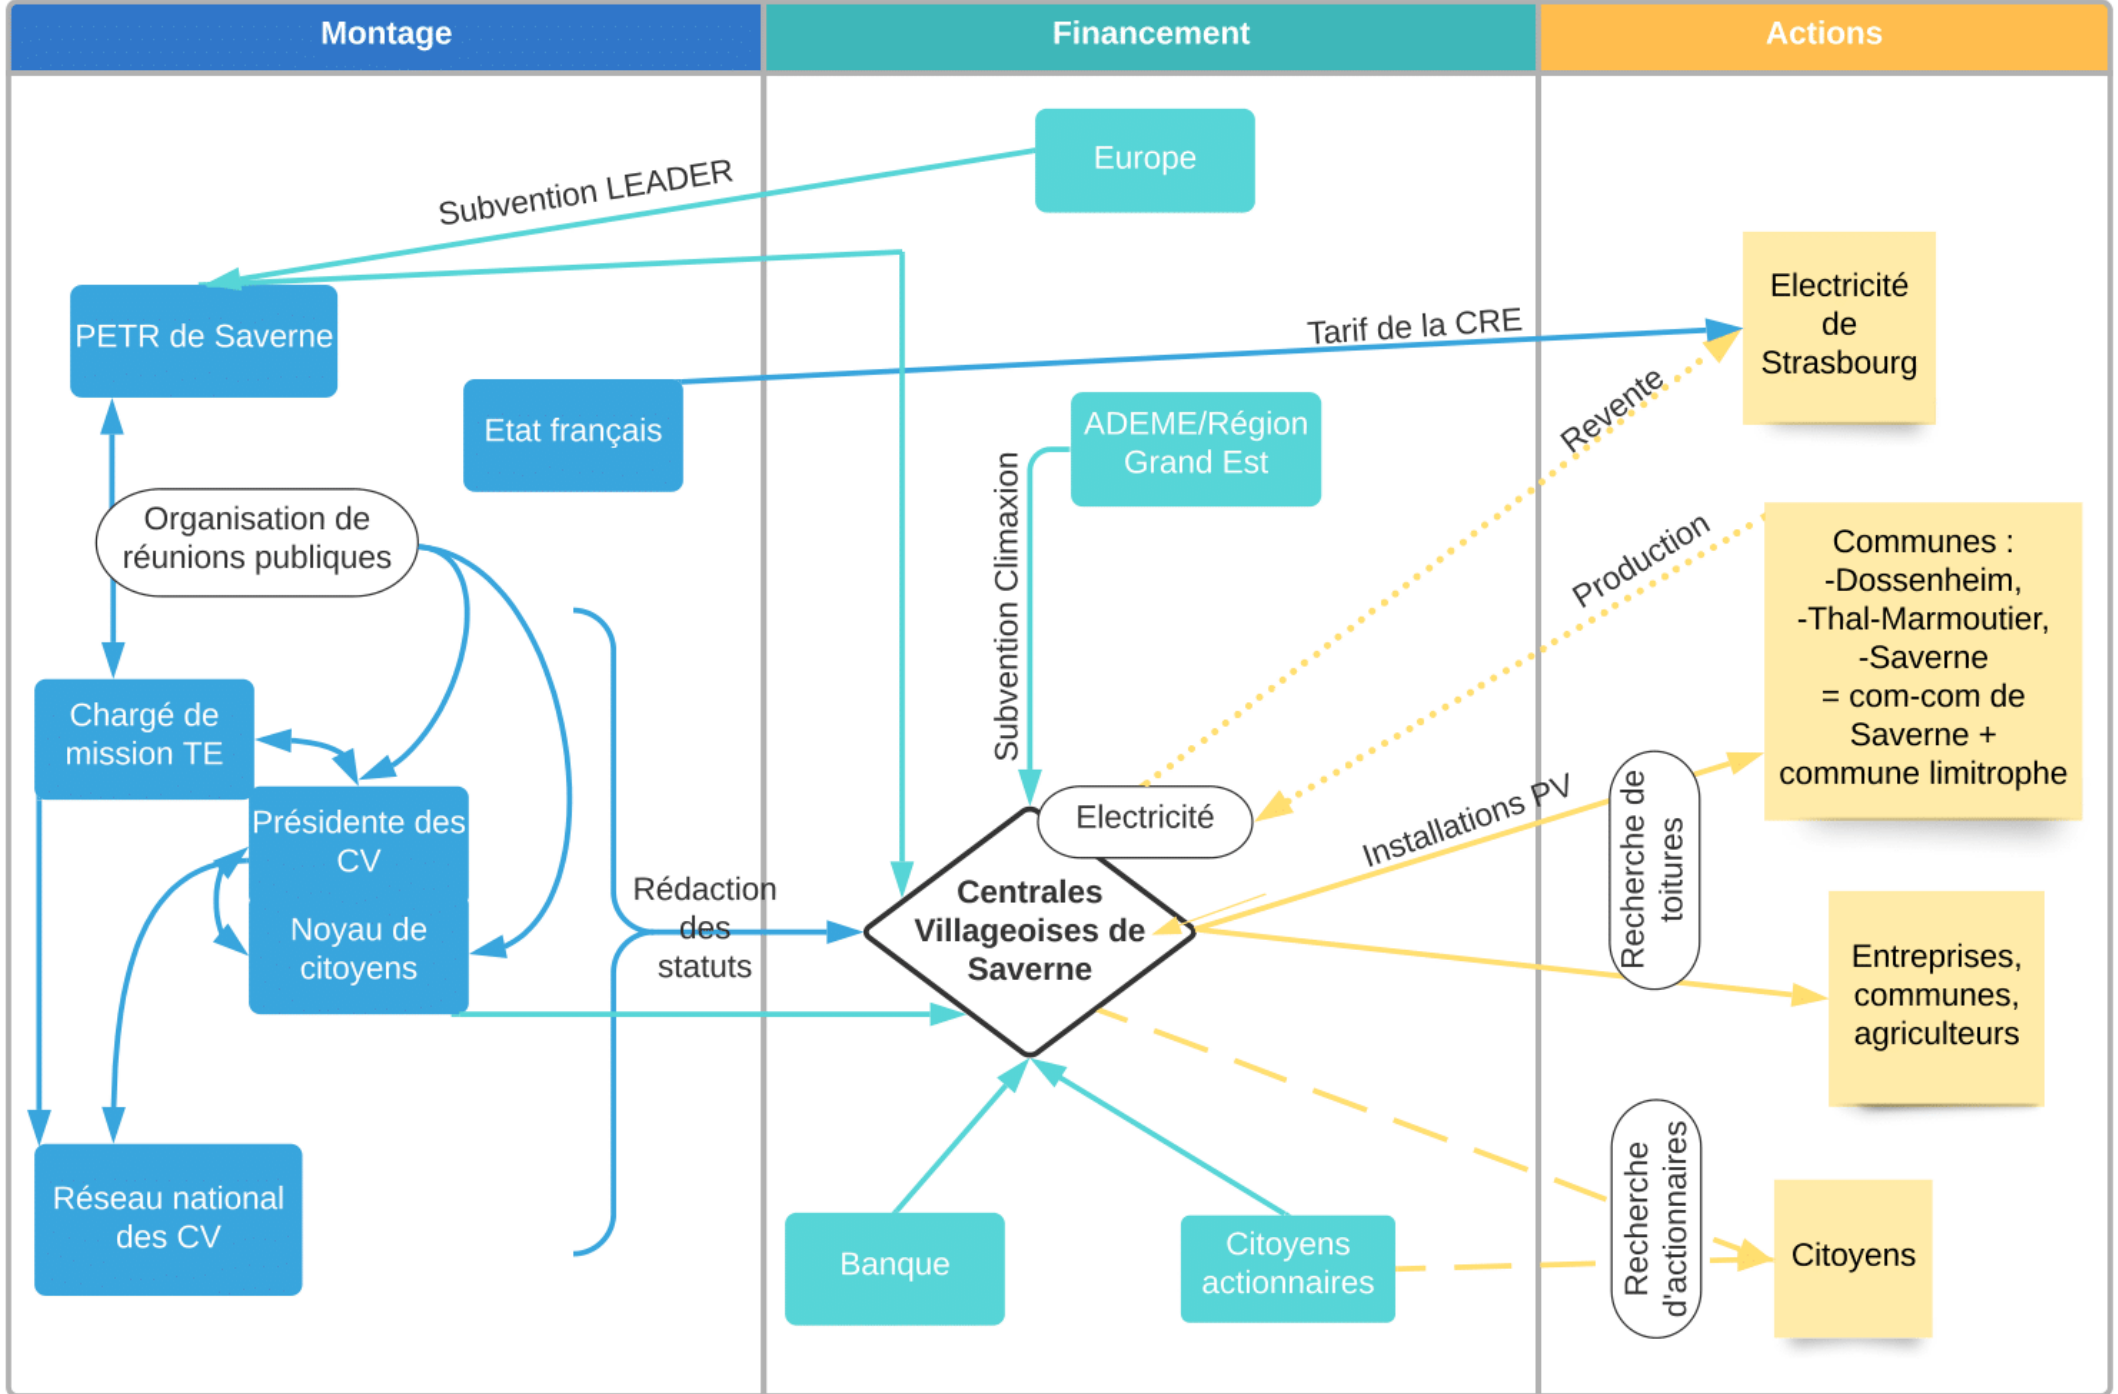 Montage
Financement
Actions
Europe
Subvention LEADER
PETR de Saverne
Etat français
Tarif de la CRE
Electricité
de
Strasbourg
ADEME/Région
Grand Est
Revente
Subvention Climaxion
Organisation de
réunions publiques
Production
Communes :
-Dossenheim,
-Thal-Marmoutier,
-Saverne
= com-com de
Saverne +
commune limitrophe
Chargé de
mission TE
Présidente des
CV
Noyau de
citoyens
Rédaction
des
statuts
Electricité
Centrales
Villageoises de
Saverne
Installations PV
Recherche de
toitures
Entreprises,
communes,
agriculteurs
Réseau national
des CV
Banque
Citoyens
actionnaires
Recherche
d'actionnaires
Citoyens